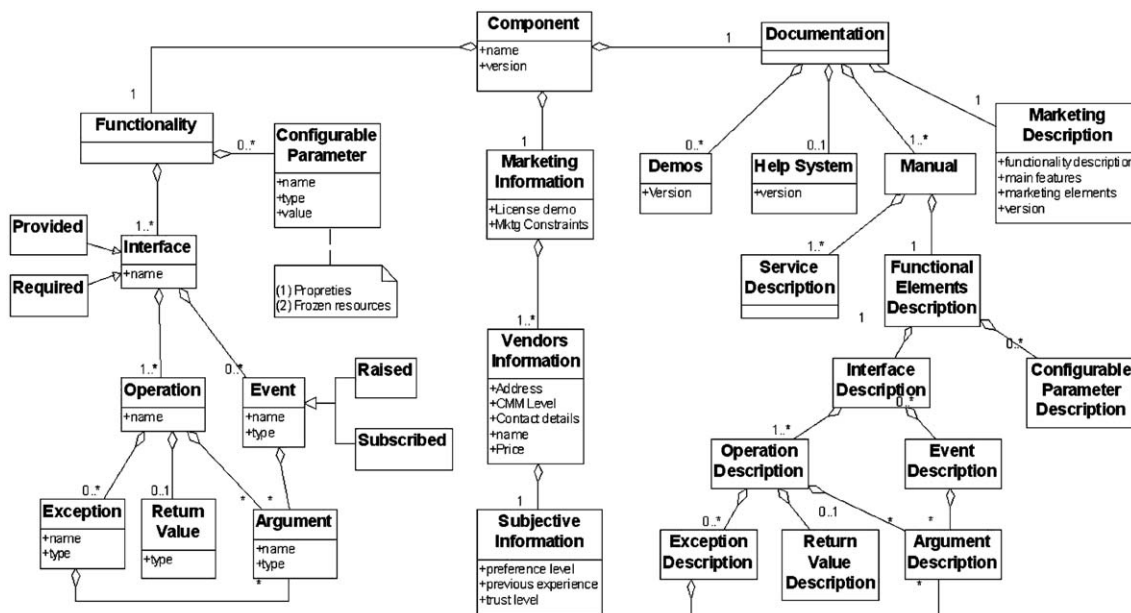 Component
+name
+version
Documentation
1
1
1
1
Functionality
Configurable
Parameter
+name
+type
+value
0..*
Marketing
Information
+License demo
+Mktg Constraints
0..*
Demos
+Version
0..1
Help System
+version
1..*
Manual
Marketing
Description
+functionality description
+main features
+marketing elements
+version
Provided
Required
1..*
Interface
+name
(1) Propreties
(2) Frozen resources
1..*
Service
Description
1
Functional
Elements
Description
1..*
Vendors
Information
+Address
+CMM Level
+Contact details
+name
+Price
1
0..*
Interface
Description
Configurable
Parameter
Description
1..*
Operation
+name
0..*
Event
+name
+type
Raised
Subscribed
1..*
Operation
Description
0..*
Event
Description
0..*
Exception
+name
+type
0..1
Return
Value
+type
*
*
Argument
+name
+type
*
1
Subjective
Information
+preference level
+previous experience
+trust level
0..*
Exception
Description
0..1
Return
Value
Description
*
*
Argument
Description
*